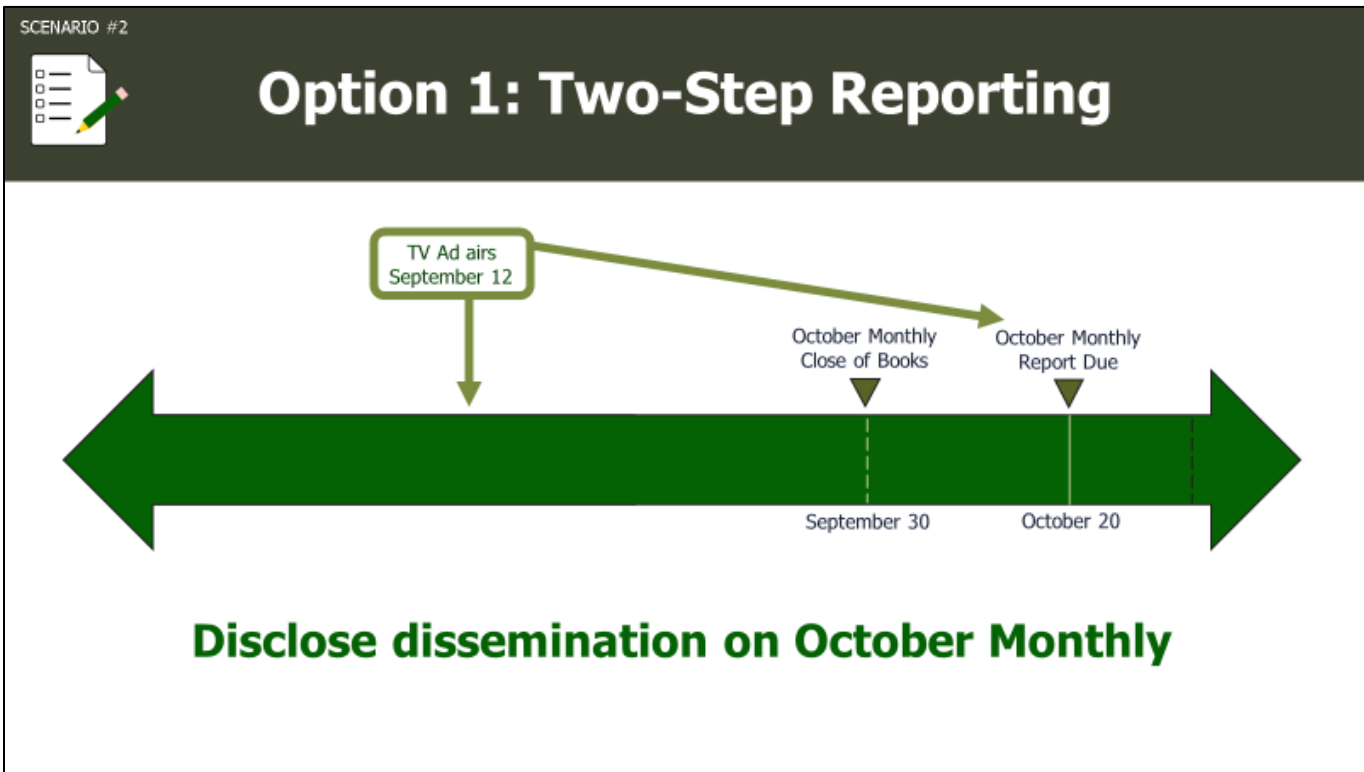 SCENARIO #2
Option 1: Two-Step Reporting
TV Ad airs
September 12
October Monthly
Close of Books
October Monthly
Report Due
September 30
October 20
Disclose dissemination on October Monthly